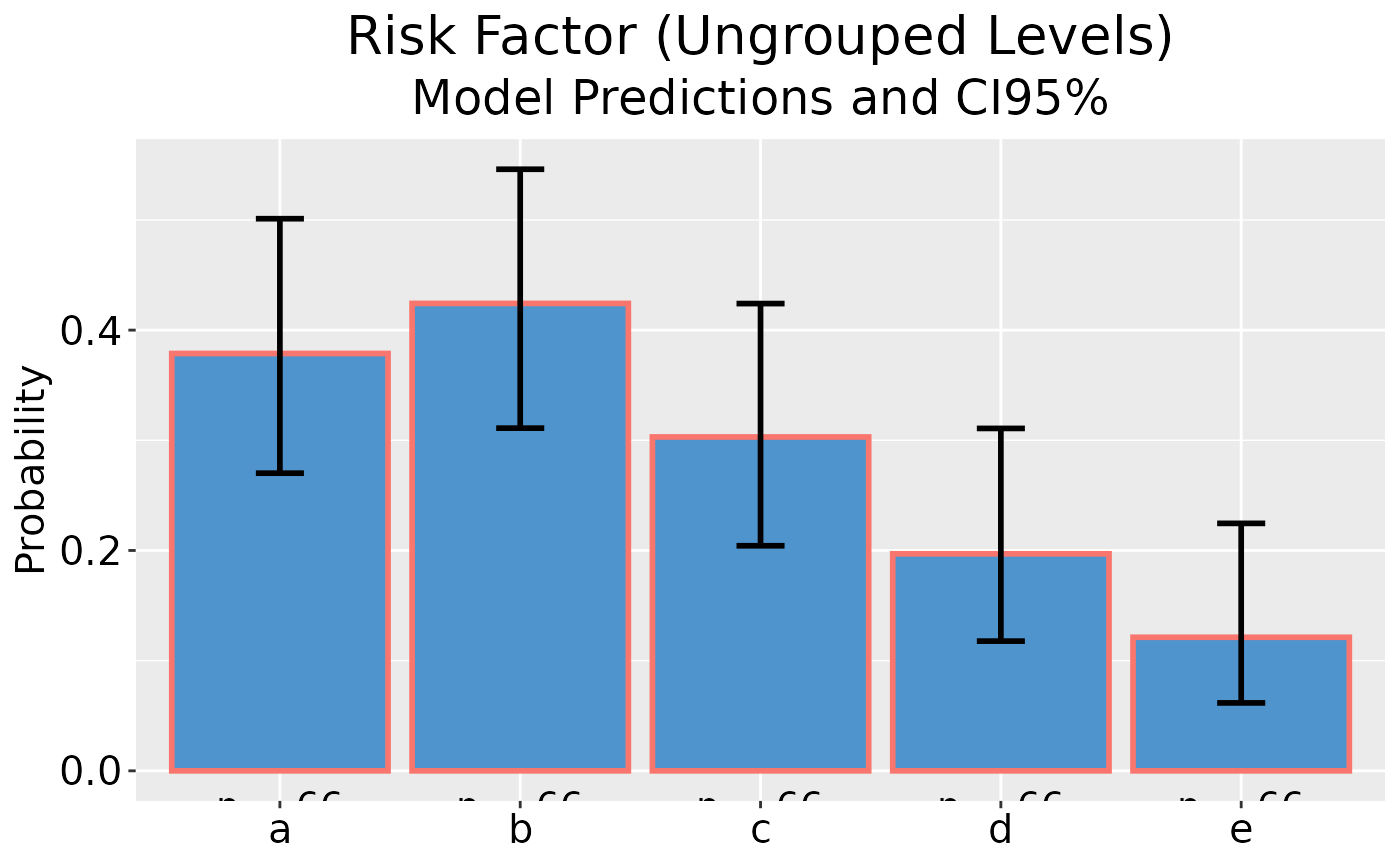 Risk Factor (Ungrouped Levels)
Model Predictions and CI95%
Probability
0.4
0.2
0.0
a b c d e